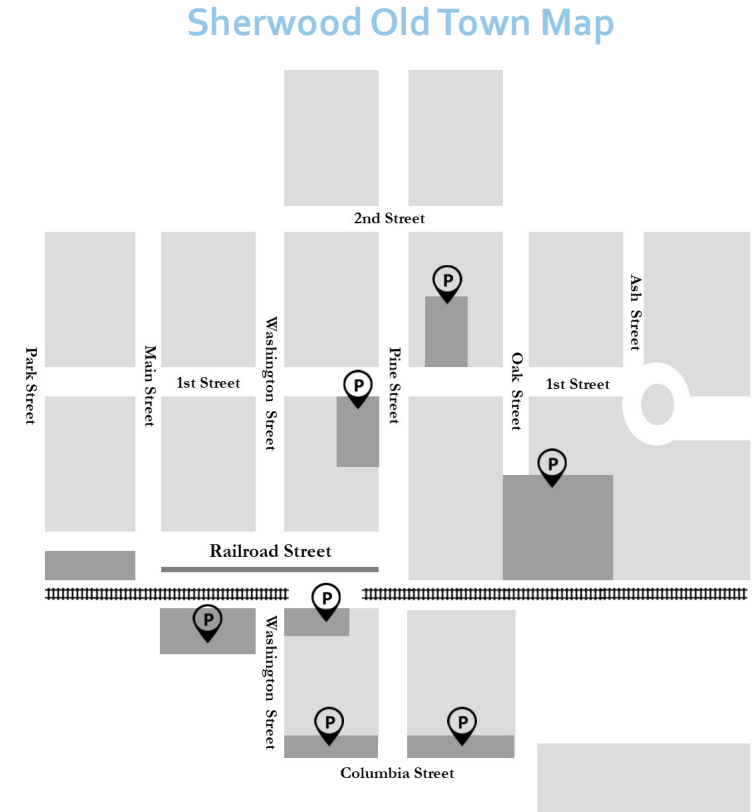 Sherwood Old Town Map
2nd Street
P
Ash Street
Washington Street
Park Street
Main Street
Pine Street
Oak Street
P
1st Street
1st Street
P
Railroad Street
P
P
Washington Street
P
P
Columbia Street